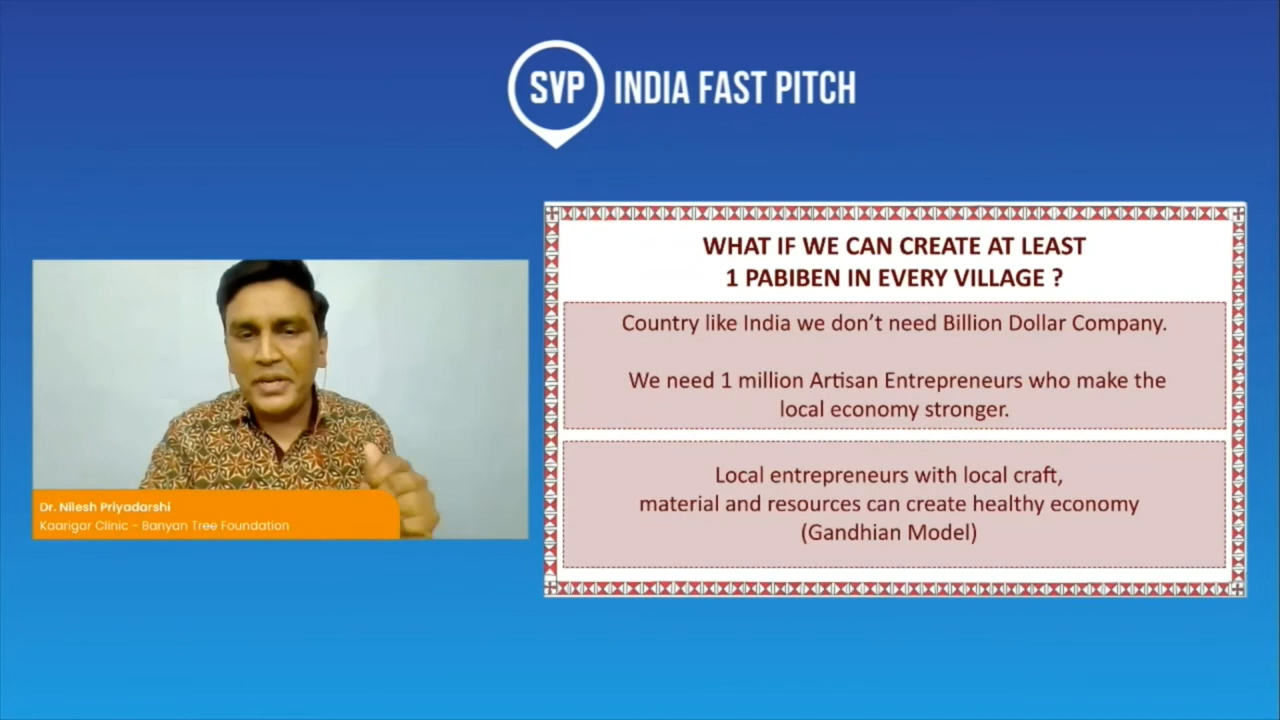 SVP INDIA FAST PITCH
WHAT IF WE CAN CREATE AT LEAST
1 PABIBEN IN EVERY VILLAGE ?
Country like India we don't need Billion Dollar Company.
We need 1 million Artisan Entrepreneurs who make the
local economy stronger.
Local entrepreneurs with local craft,
material and resources can create healthy economy
(Gandhian Model)
Dr. Nilesh Priyadarshi
Kaarigar Clinic - Banyan Tree Foundation